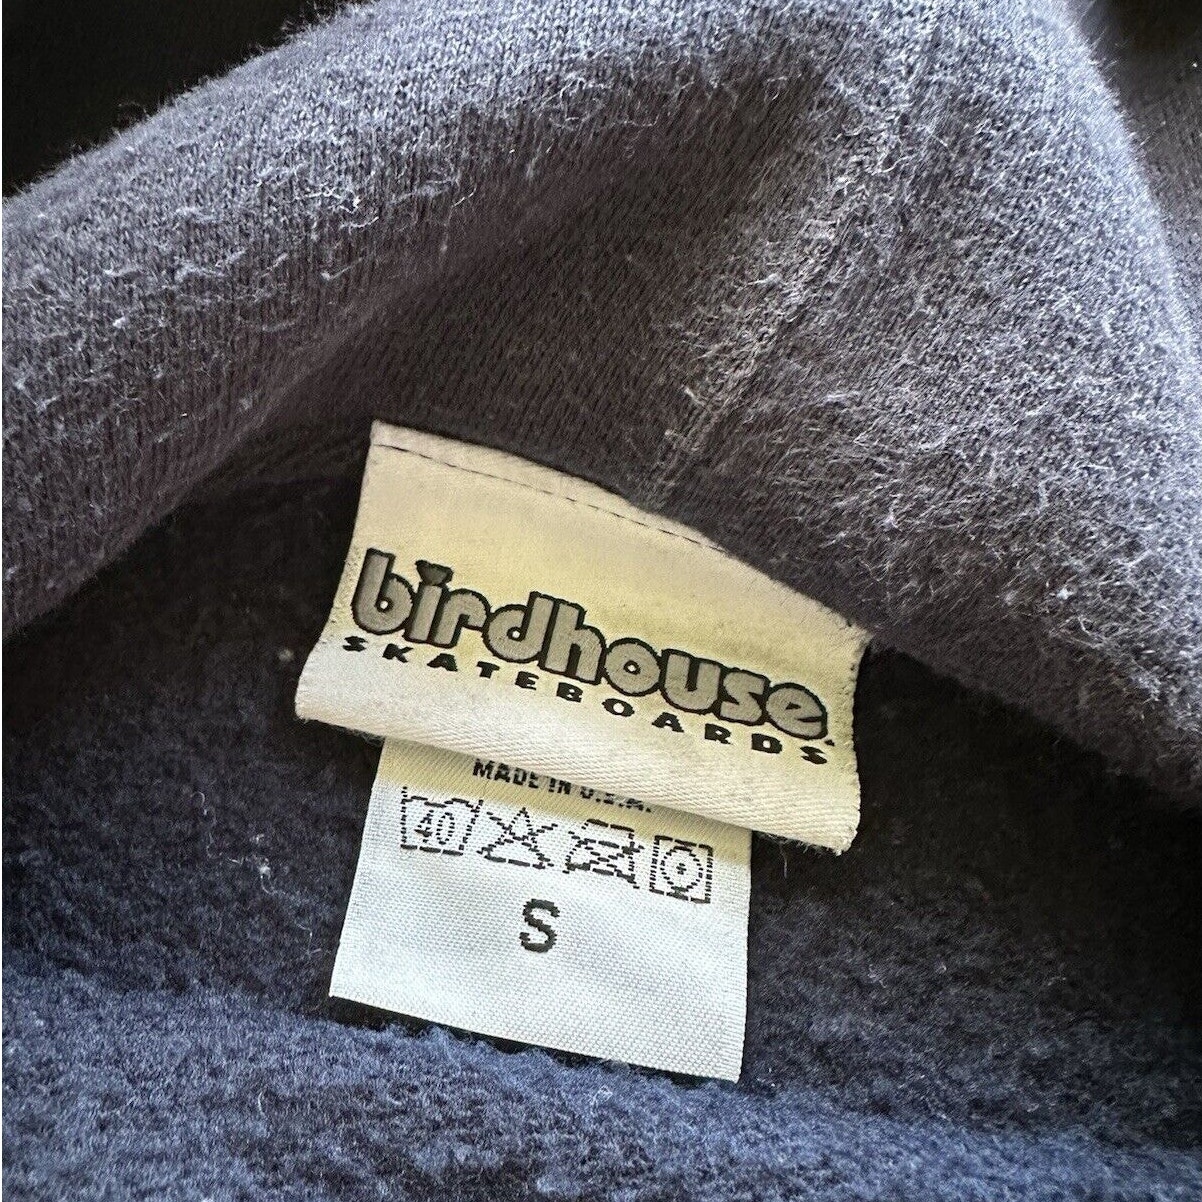 birdhouse
SKATEBOARDS
MADE IN U.S.A.
40
S